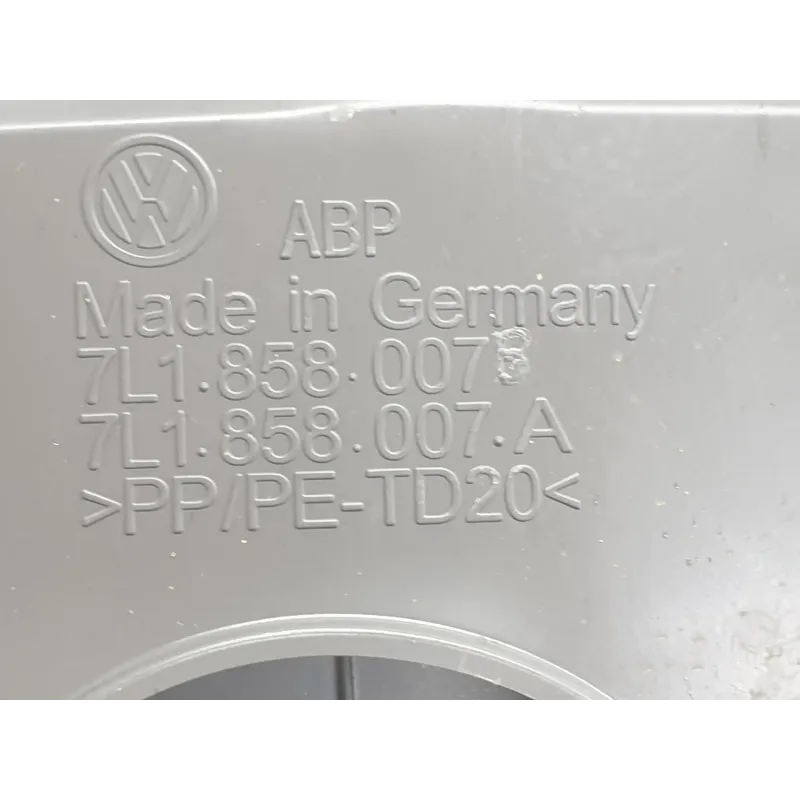 ABP
Made in Germany
7L1.858.007
7L1.858.007.A
>PP/PE-TD20<